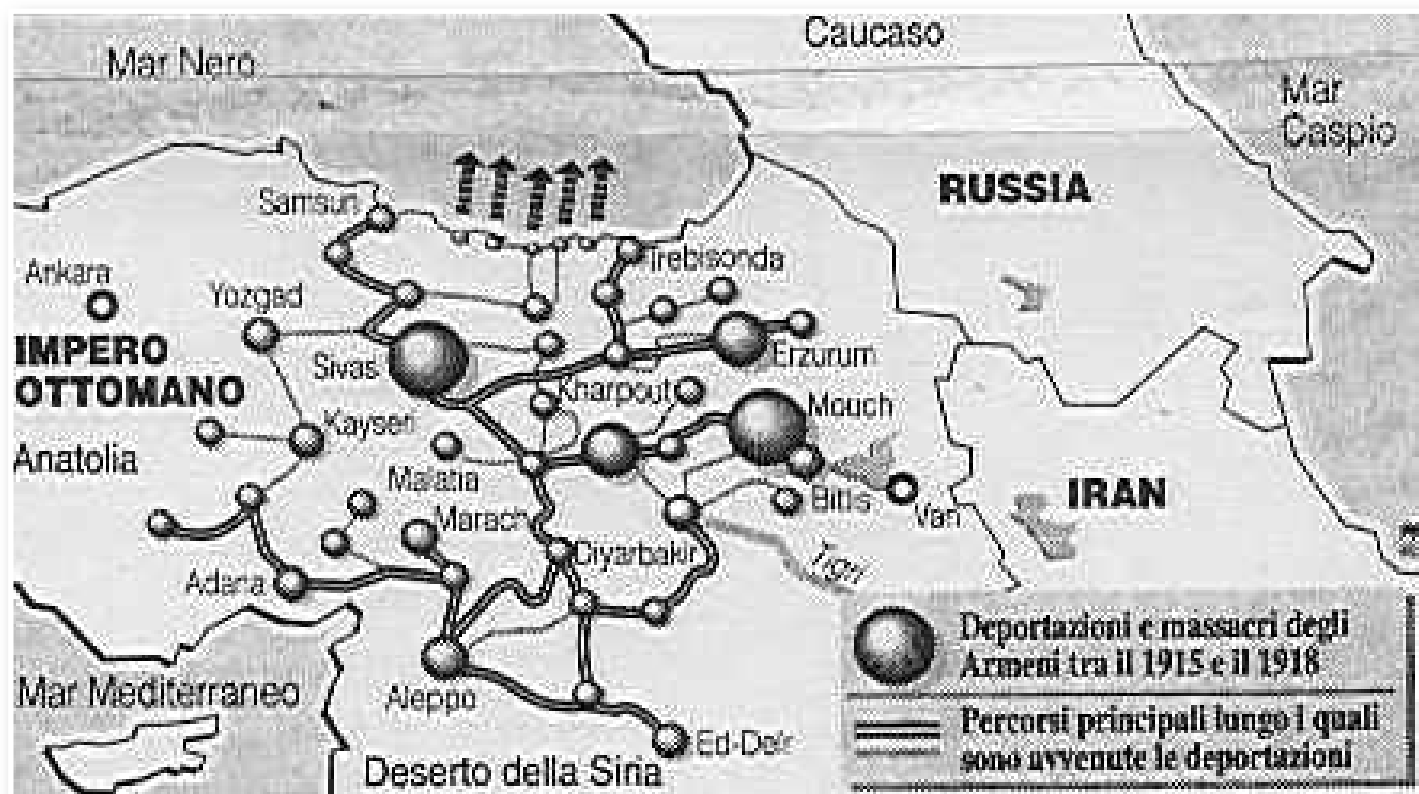 Mar Nero
Caucaso
Mar
Caspio
RUSSIA
Samsun
Ankara
Yozgad
Trebisonda
IMPERO
OTTOMANO
Sivas
Erzurum
Kharpout
Mouch
Kayseri
Anatolia
Malatia
Marach
Bitlis
Van
IRAN
Diyarbakir
Tigri
Adana
Mar Mediterraneo
Aleppo
Ed-Deir
Deserto della Siria
Deportazioni e massacri degli
Armeni tra il 1915 e il 1918
Percorsi principali lungo i quali
sono avvenute le deportazioni